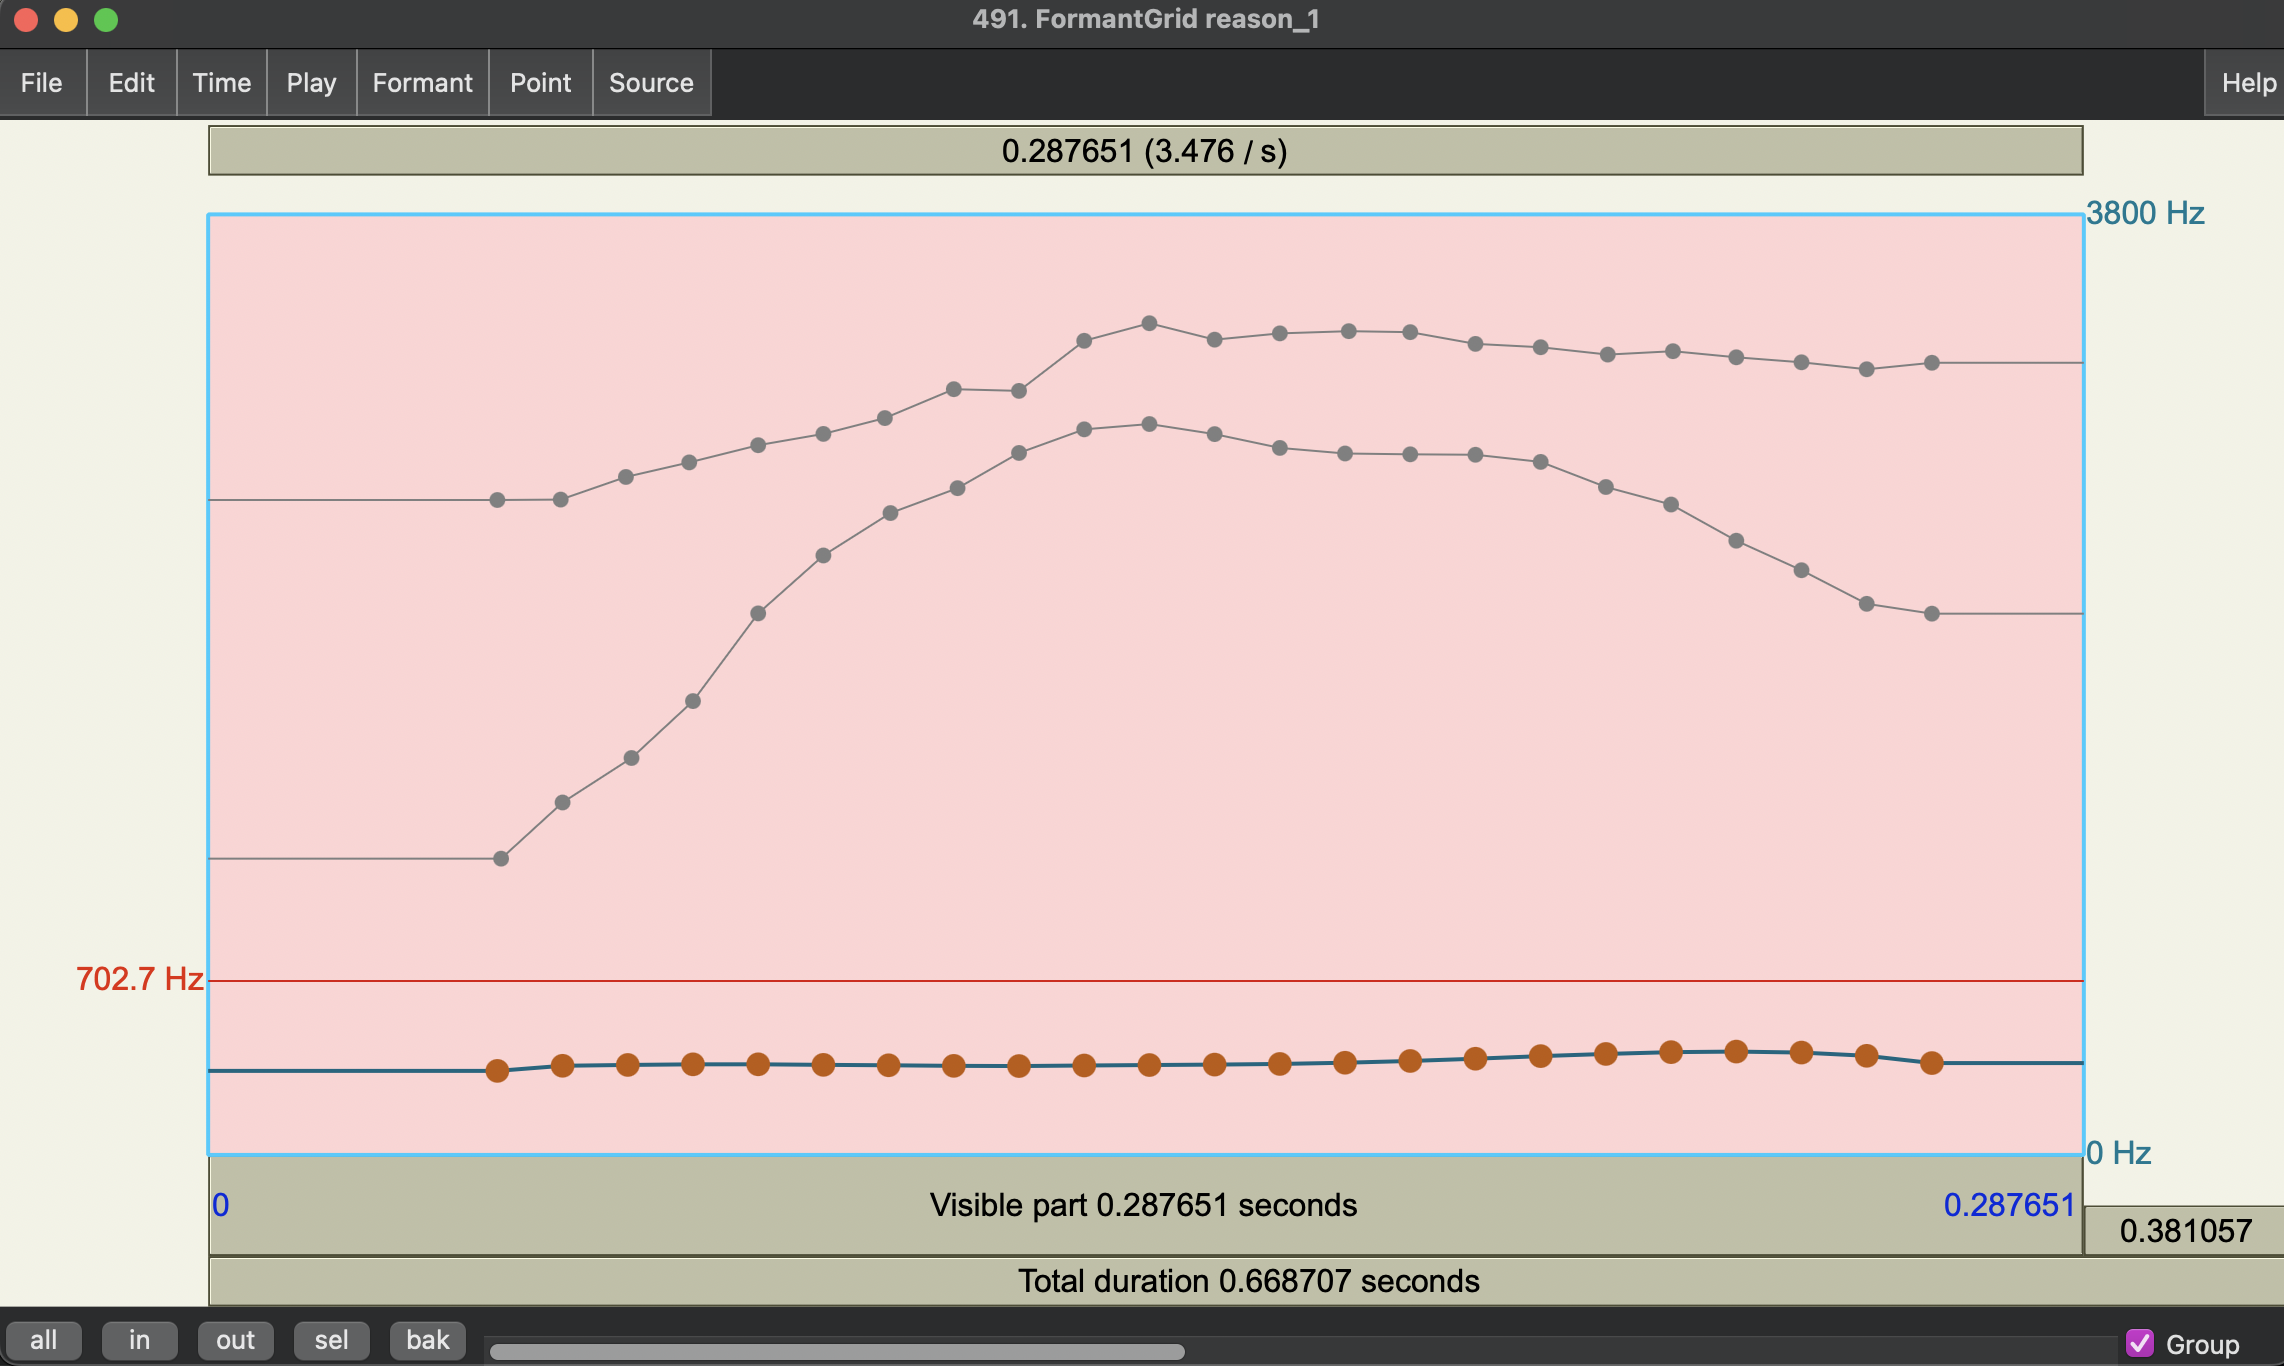 491. FormantGrid reason_1
File Edit Time Play Formant Point Source Help
0.287651 (3.476 / s)
3800 Hz
702.7 Hz
0 Hz
0 Visible part 0.287651 seconds 0.287651
0.381057
Total duration 0.668707 seconds
all in out sel bak Group